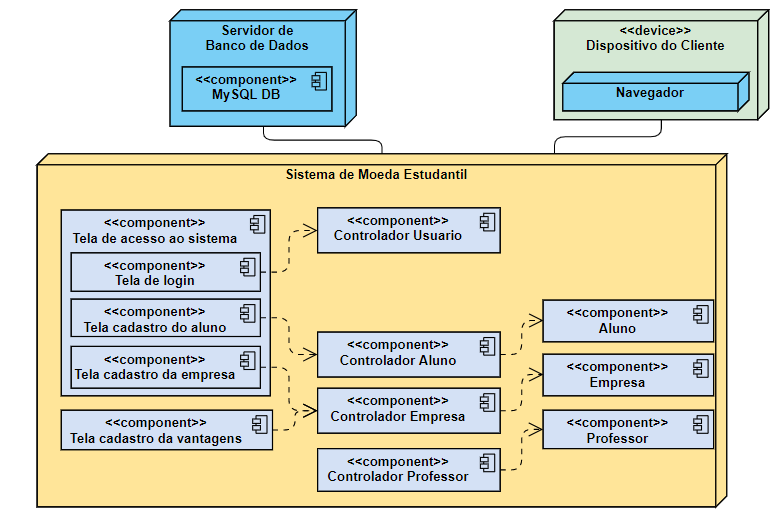 Servidor de
Banco de Dados
<<component>>
MySQL DB
<<device>>
Dispositivo do Cliente
Navegador
Sistema de Moeda Estudantil
<<component>>
Tela de acesso ao sistema
<<component>>
Tela de login
<<component>>
Tela cadastro do aluno
<<component>>
Tela cadastro da empresa
<<component>>
Tela cadastro da vantagens
<<component>>
Controlador Usuario
<<component>>
Controlador Aluno
<<component>>
Controlador Empresa
<<component>>
Controlador Professor
<<component>>
Aluno
<<component>>
Empresa
<<component>>
Professor